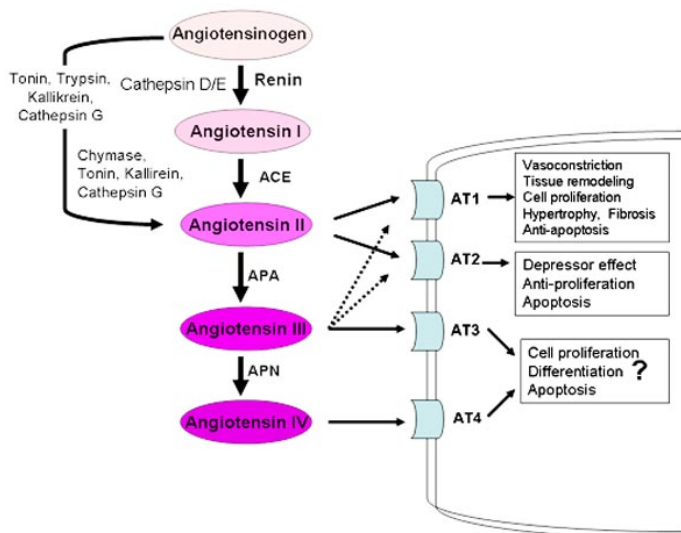 Angiotensinogen
Tonin, Trypsin,
Kallikrein,
Cathepsin G
Cathepsin D/E
Renin
Angiotensin I
Chymase,
Tonin, Kallirein,
Cathepsin G
ACE
Angiotensin II
APA
Angiotensin III
APN
Angiotensin IV
AT1
Vasoconstriction
Tissue remodeling
Cell proliferation
Hypertrophy, Fibrosis
Anti-apoptosis
AT2
Depressor effect
Anti-proliferation
Apoptosis
AT3
Cell proliferation
Differentiation ?
Apoptosis
AT4